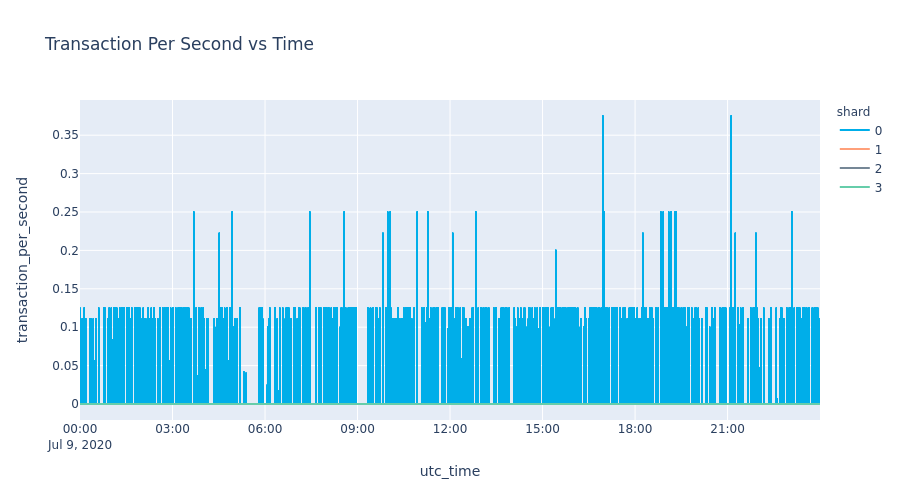 Transaction Per Second vs Time
shard
0
1
2
3
0.35
0.3
0.25
0.2
0.15
0.1
0.05
0
transaction_per_second
00:00 03:00 06:00 09:00 12:00 15:00 18:00 21:00
Jul 9, 2020
utc_time